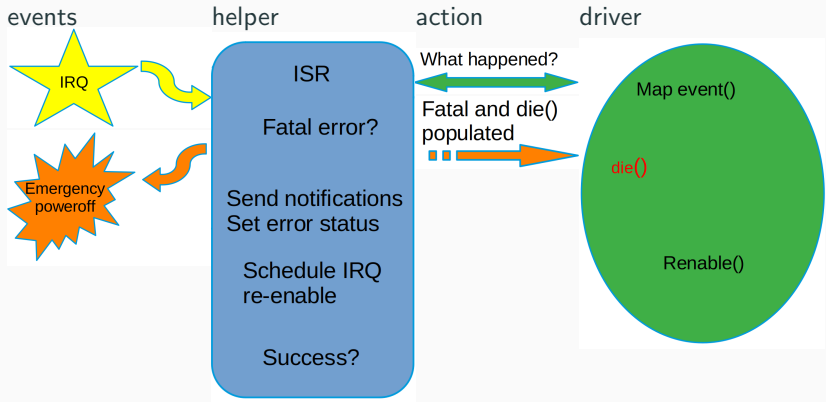 events
helper
action
driver
IRQ
Emergency
poweroff
ISR
Fatal error?
Send notifications
Set error status
Schedule IRQ
re-enable
Success?
What happened?
Fatal and die()
populated
Map event()
die()
Renable()